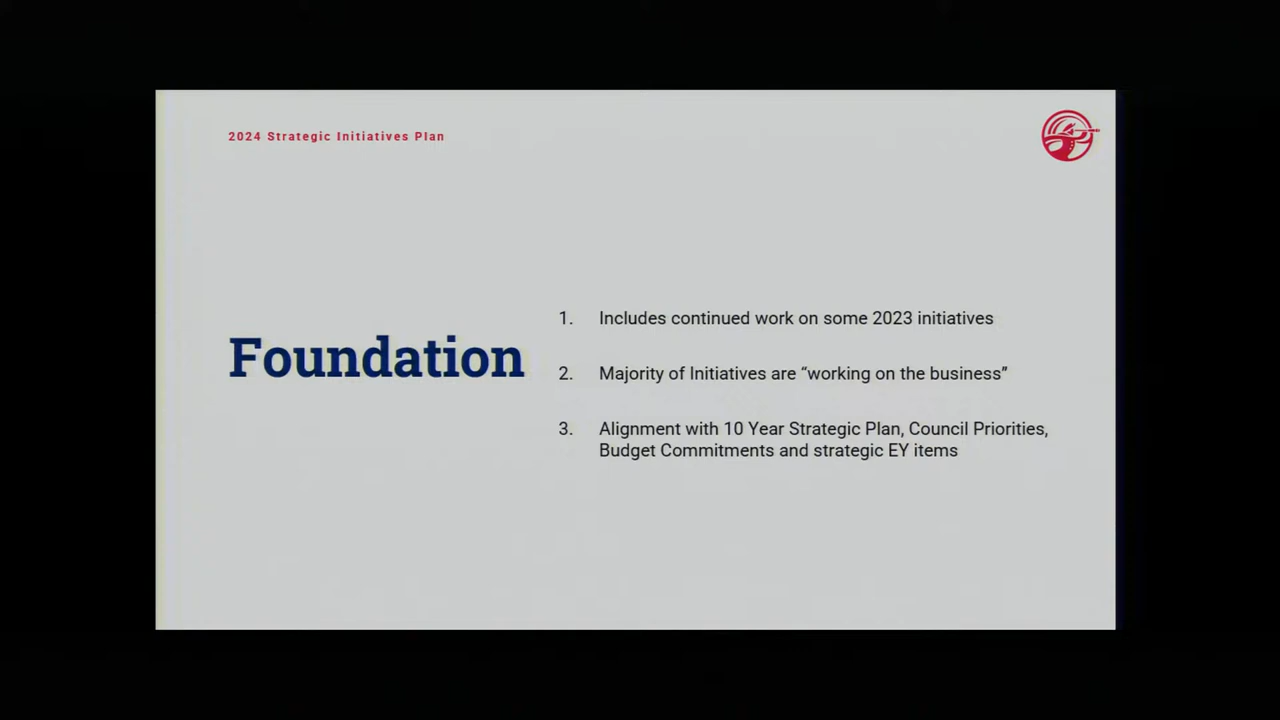 2024 Strategic Initiatives Plan
Foundation
1. Includes continued work on some 2023 initiatives
2. Majority of Initiatives are “working on the business”
3. Alignment with 10 Year Strategic Plan, Council Priorities,
Budget Commitments and strategic EY items